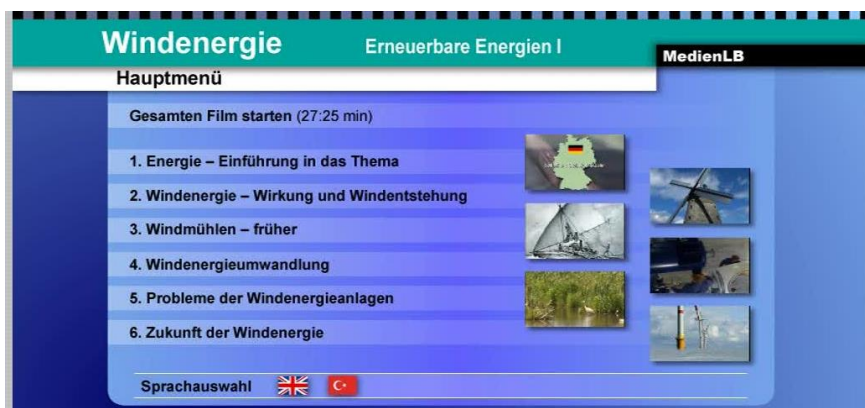 Windenergie Erneuerbare Energien I
MedienLB
Hauptmenü
Gesamten Film starten (27:25 min)
1. Energie – Einführung in das Thema
2. Windenergie – Wirkung und Windentstehung
3. Windmühlen – früher
4. Windenergieumwandlung
5. Probleme der Windenergieanlagen
6. Zukunft der Windenergie
Sprachauswahl